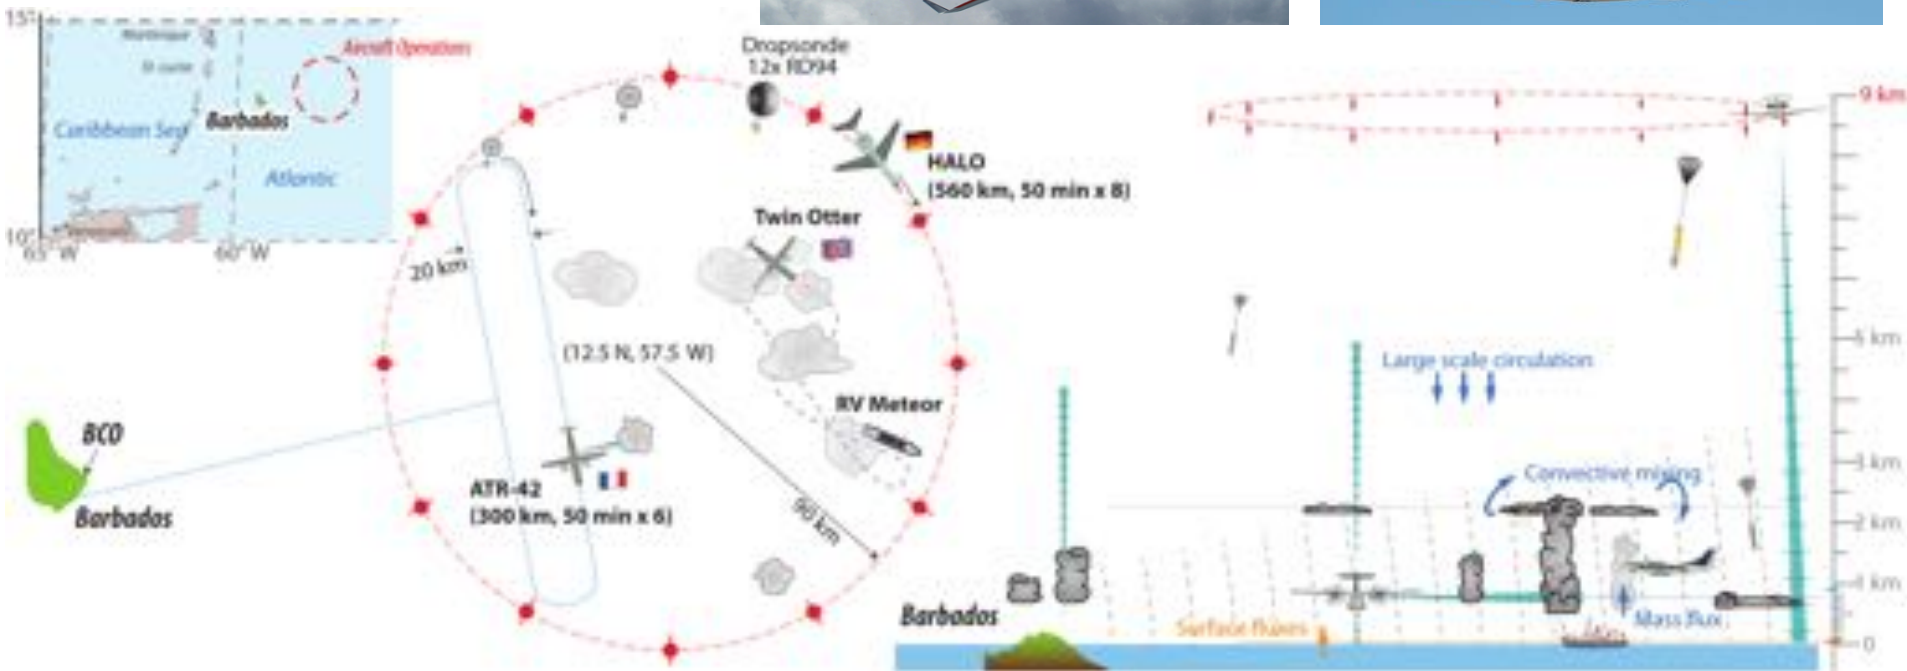 15°
Martinique
St Lucia
Aircraft Operations
Caribbean Sea
Barbados
Atlantic
10°
65° W
60° W
Dropsonde
12x RD94
HALO
(560 km, 50 min x 8)
Twin Otter
20 km
(12.5 N, 57.5 W)
RV Meteor
BCO
Barbados
ATR-42
(300 km, 50 min x 6)
90 km
9 km
5 km
Large scale circulation
3 km
Convective mixing
2 km
1 km
Barbados
Mass flux
Surface fluxes
0